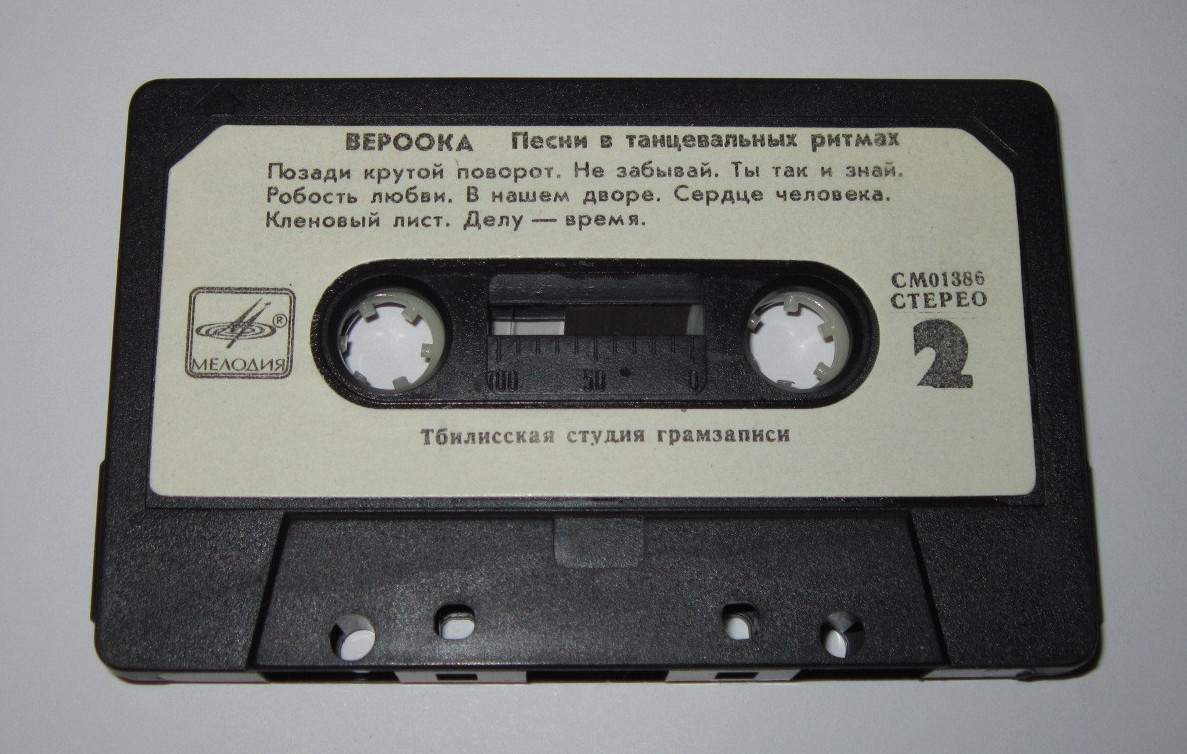 ВЕРООКА Песни в танцевальных ритмах
Позади крутой поворот. Не забывай. Ты так и знай.
Робость любви. В нашем дворе. Сердце человека.
Кленовый лист. Делу — время.
СМ01386
СТЕРЕО
® 
МЕЛОДИЯ
2
100 50 0
Тбилисская студия грамзаписи